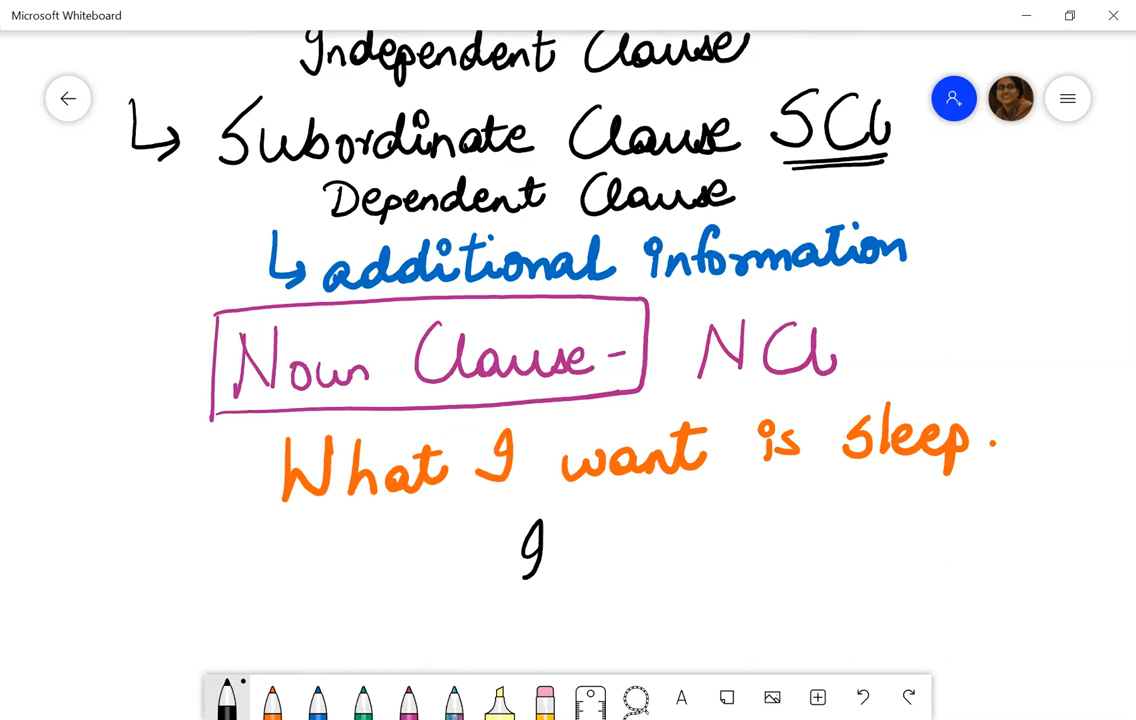 Microsoft Whiteboard
Independent Clause
↳ Subordinate Clause SCl
Dependent Clause
↳ additional information
Noun Clause - NCl
What I want is sleep.
I